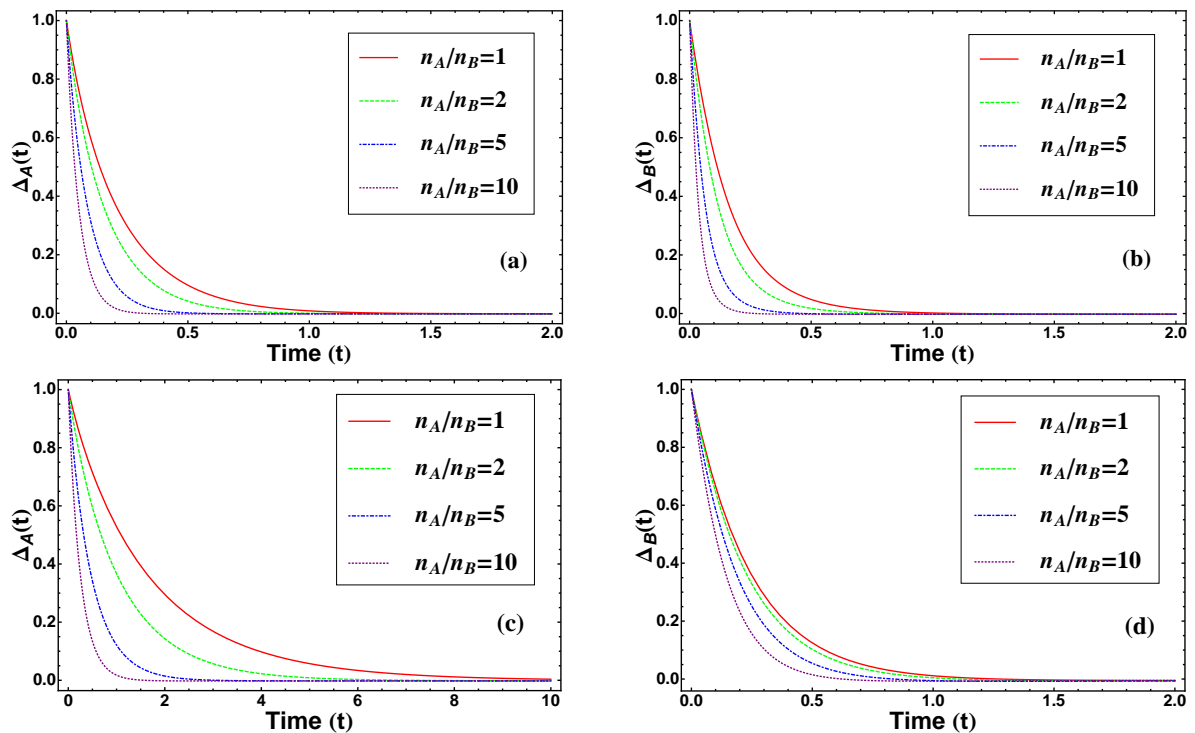 Δ_A(t)
1.0
0.8
0.6
0.4
0.2
0.0
n_A/n_B=1
n_A/n_B=2
n_A/n_B=5
n_A/n_B=10
(a)
0.0 0.5 1.0 1.5 2.0
Time (t)
Δ_B(t)
1.0
0.8
0.6
0.4
0.2
0.0
n_A/n_B=1
n_A/n_B=2
n_A/n_B=5
n_A/n_B=10
(b)
0.0 0.5 1.0 1.5 2.0
Time (t)
Δ_A(t)
1.0
0.8
0.6
0.4
0.2
0.0
n_A/n_B=1
n_A/n_B=2
n_A/n_B=5
n_A/n_B=10
(c)
0 2 4 6 8 10
Time (t)
Δ_B(t)
1.0
0.8
0.6
0.4
0.2
0.0
n_A/n_B=1
n_A/n_B=2
n_A/n_B=5
n_A/n_B=10
(d)
0.0 0.5 1.0 1.5 2.0
Time (t)